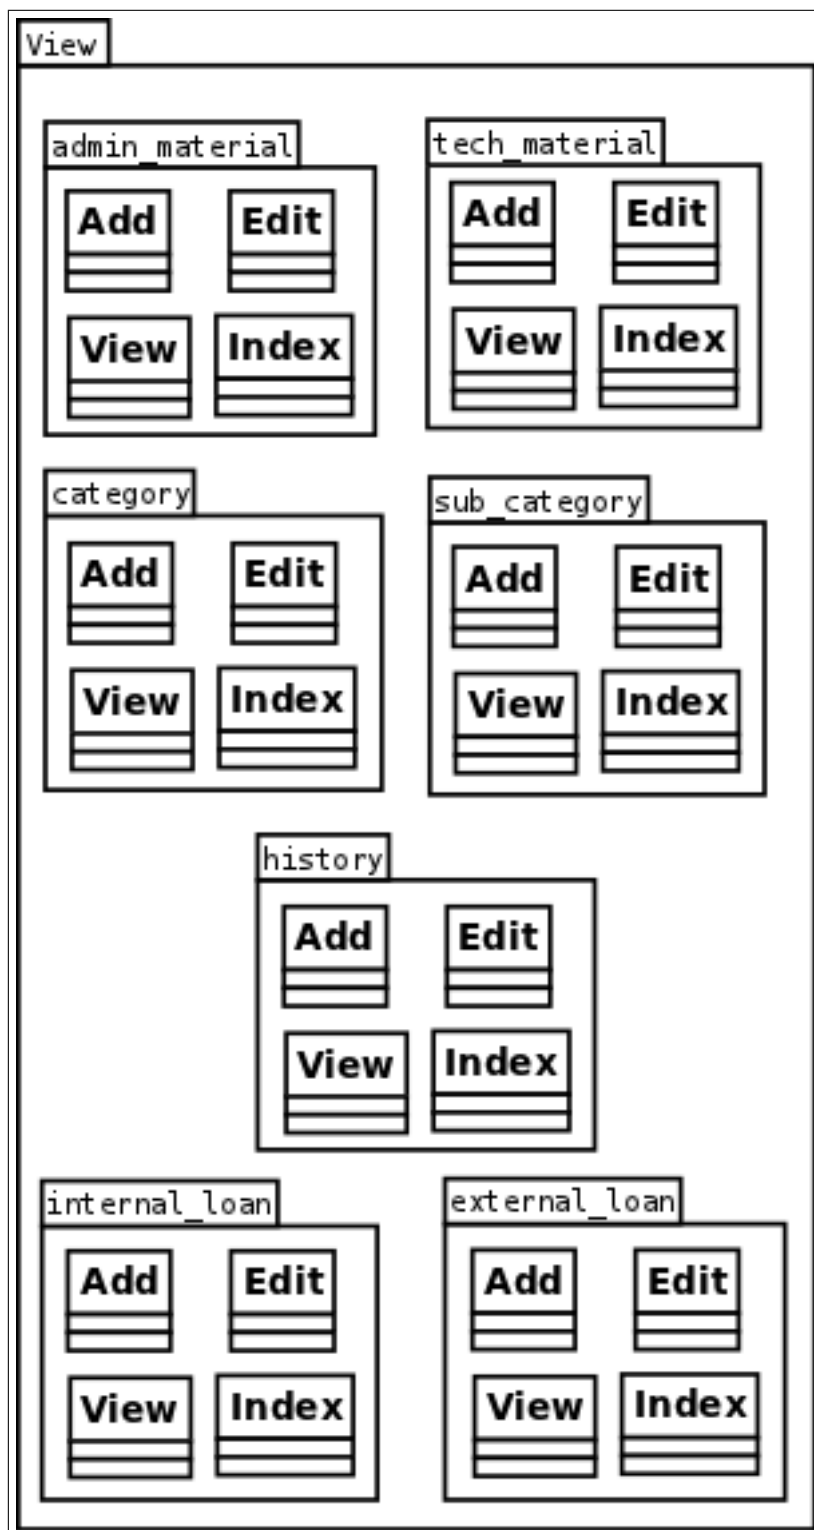 View
admin_material
Add Edit
View Index
tech_material
Add Edit
View Index
category
Add Edit
View Index
sub_category
Add Edit
View Index
history
Add Edit
View Index
internal_loan
Add Edit
View Index
external_loan
Add Edit
View Index